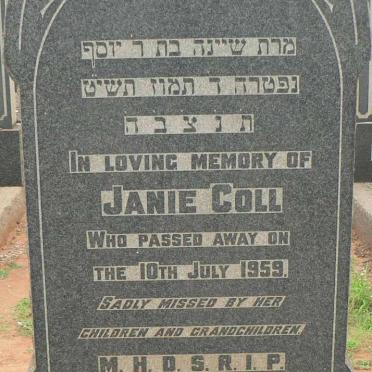 מרת שיינה בת ר יוסף
נפטרה ד תמוז תשיט
תנצבה
IN LOVING MEMORY OF
JANIE COLL
WHO PASSED AWAY ON
THE 10TH JULY 1959.
SADLY MISSED BY HER
CHILDREN AND GRANDCHILDREN.
M. H. D. S. R. I. P.